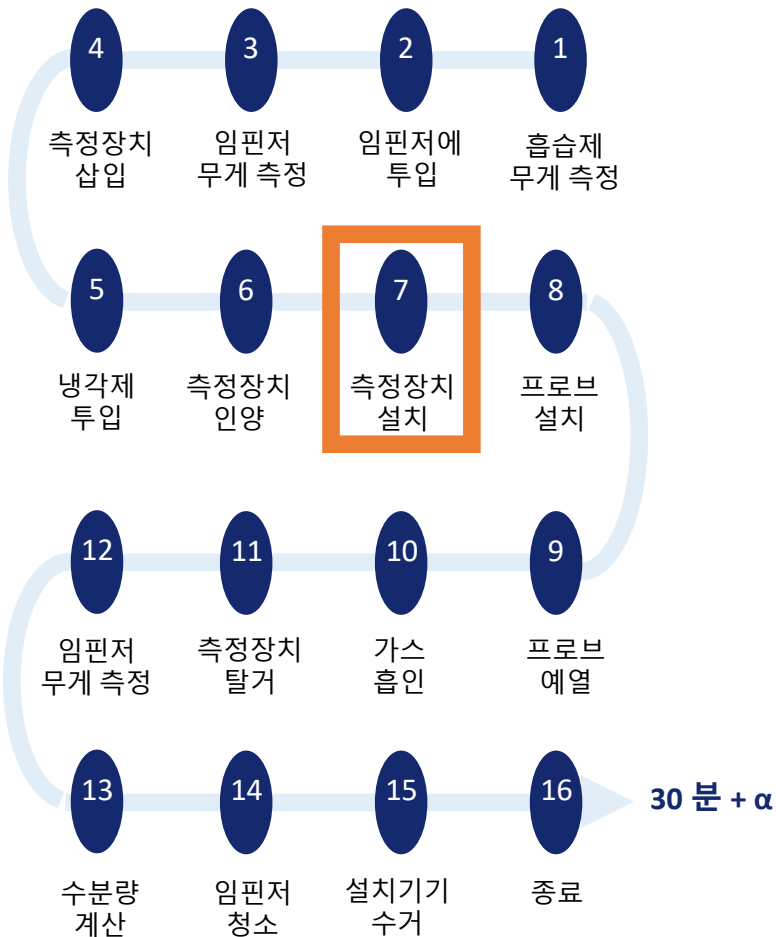 4 3 2 1
측정장치 임핀저 임핀저에 흡습제
삽입 무게 측정 투입 무게 측정
5 6 7 8
냉각제 측정장치 측정장치 프로브
투입 인양 설치 설치
12 11 10 9
임핀저 측정장치 가스 프로브
무게 측정 탈거 흡인 예열
13 14 15 16 30 분 + α
수분량 임핀저 설치기기 종료
계산 청소 수거